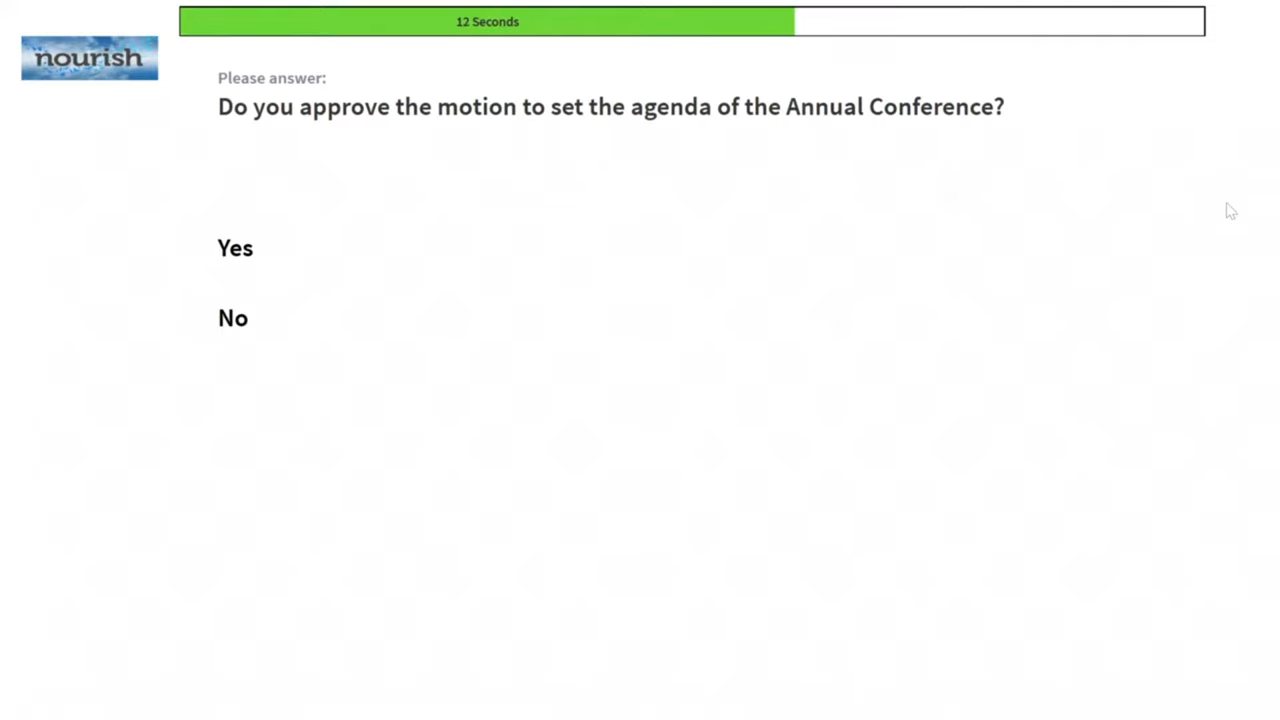 12 Seconds
nourish
Please answer:
Do you approve the motion to set the agenda of the Annual Conference?
Yes
No